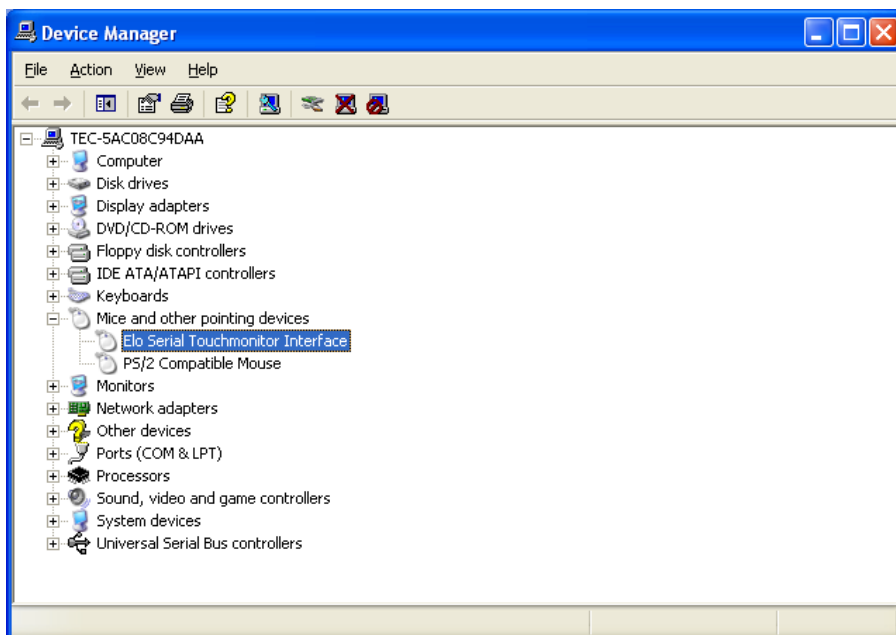 Device Manager
File Action View Help
TEC-5AC08C94DAA
Computer
Disk drives
Display adapters
DVD/CD-ROM drives
Floppy disk controllers
IDE ATA/ATAPI controllers
Keyboards
Mice and other pointing devices
Elo Serial Touchmonitor Interface
PS/2 Compatible Mouse
Monitors
Network adapters
Other devices
Ports (COM & LPT)
Processors
Sound, video and game controllers
System devices
Universal Serial Bus controllers